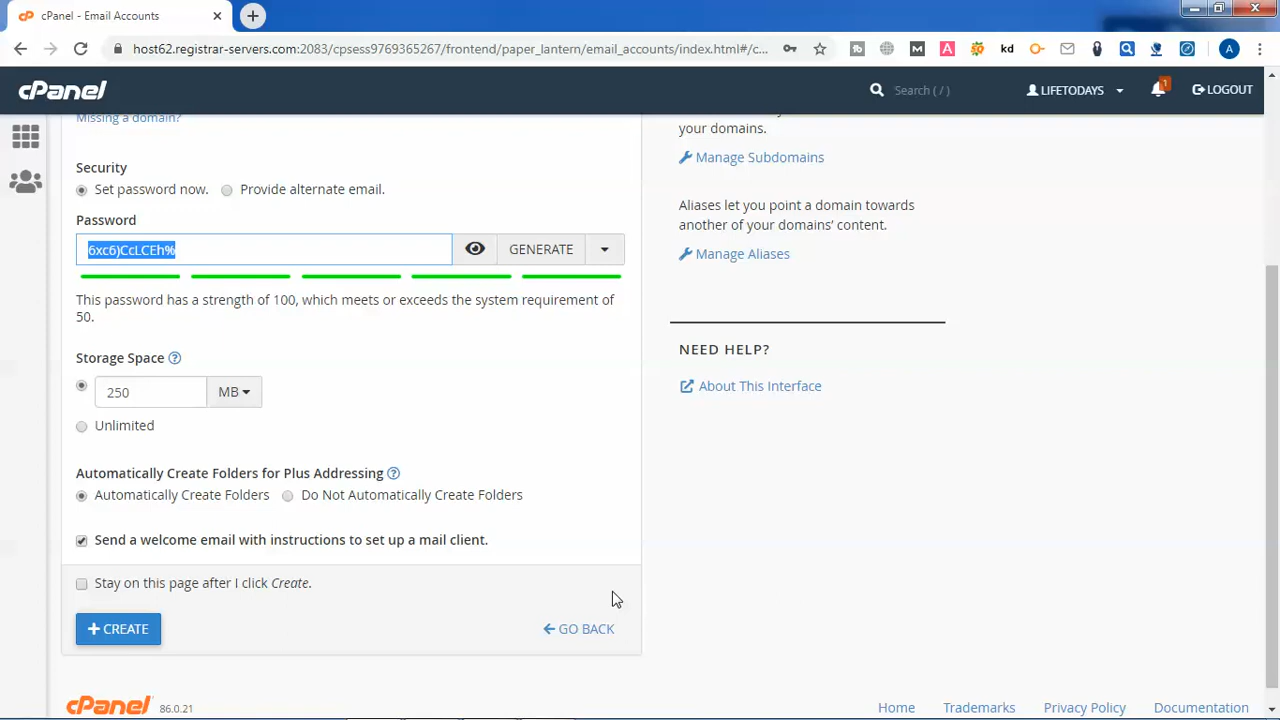 cPanel - Email Accounts
host62.registrar-servers.com:2083/cpsess9769365267/frontend/paper_lantern/email_accounts/index.html#/c...
M
A
kd
A
cPanel
Search ( / )
LIFETODAYS
1
LOGOUT
Missing a domain?
Security
Set password now.
Provide alternate email.
Password
6xc6)CcLCEh%
GENERATE
This password has a strength of 100, which meets or exceeds the system requirement of
50.
Storage Space
250
MB
Unlimited
Automatically Create Folders for Plus Addressing
Automatically Create Folders
Do Not Automatically Create Folders
Send a welcome email with instructions to set up a mail client.
Stay on this page after I click Create.
CREATE
GO BACK
your domains.
Manage Subdomains
Aliases let you point a domain towards
another of your domains’ content.
Manage Aliases
NEED HELP?
About This Interface
cPanel 86.0.21
Home
Trademarks
Privacy Policy
Documentation